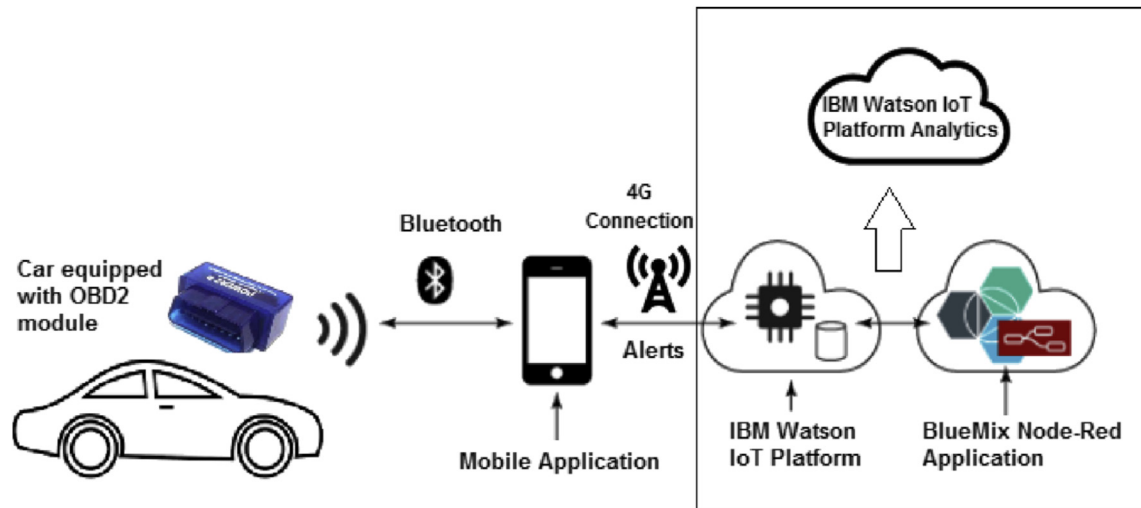 IBM Watson IoT
Platform Analytics
4G
Connection
Bluetooth
Car equipped
with OBD2
module
Alerts
Mobile Application
IBM Watson
IoT Platform
BlueMix Node-Red
Application